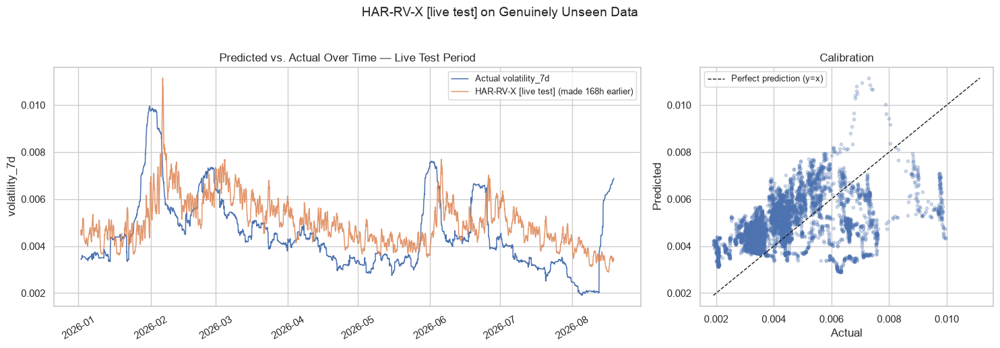 HAR-RV-X [live test] on Genuinely Unseen Data
Predicted vs. Actual Over Time — Live Test Period
Actual volatility_7d
HAR-RV-X [live test] (made 168h earlier)
volatility_7d
0.010
0.008
0.006
0.004
0.002
2026-01
2026-02
2026-03
2026-04
2026-05
2026-06
2026-07
2026-08
Calibration
Perfect prediction (y=x)
Predicted
0.010
0.008
0.006
0.004
0.002
0.002
0.004
0.006
0.008
0.010
Actual